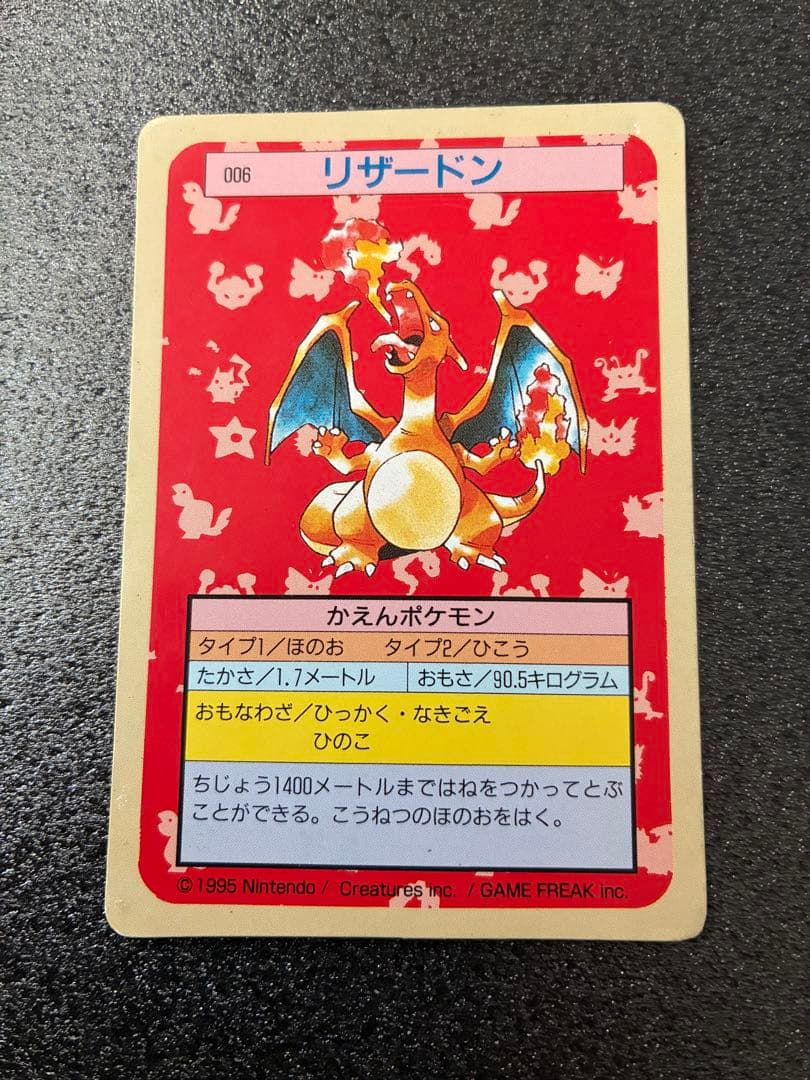 006 リザードン
かえんポケモン
タイプ1/ほのお タイプ2/ひこう
たかさ/1.7メートル おもさ/90.5キログラム
おもなわざ/ひっかく・なきごえ
ひのこ
ちじょう1400メートルまではねをつかってとぶ
ことができる。こうねつのほのおをはく。
©1995 Nintendo / Creatures inc. / GAME FREAK inc.